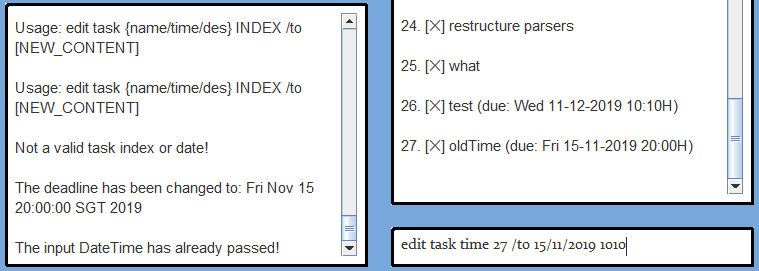 Usage: edit task {name/time/des} INDEX /to
[NEW_CONTENT]
Usage: edit task {name/time/des} INDEX /to
[NEW_CONTENT]
Not a valid task index or date!
The deadline has been changed to: Fri Nov 15
20:00:00 SGT 2019
The input DateTime has already passed!
24. [X] restructure parsers
25. [X] what
26. [X] test (due: Wed 11-12-2019 10:10H)
27. [X] oldTime (due: Fri 15-11-2019 20:00H)
edit task time 27 /to 15/11/2019 1010